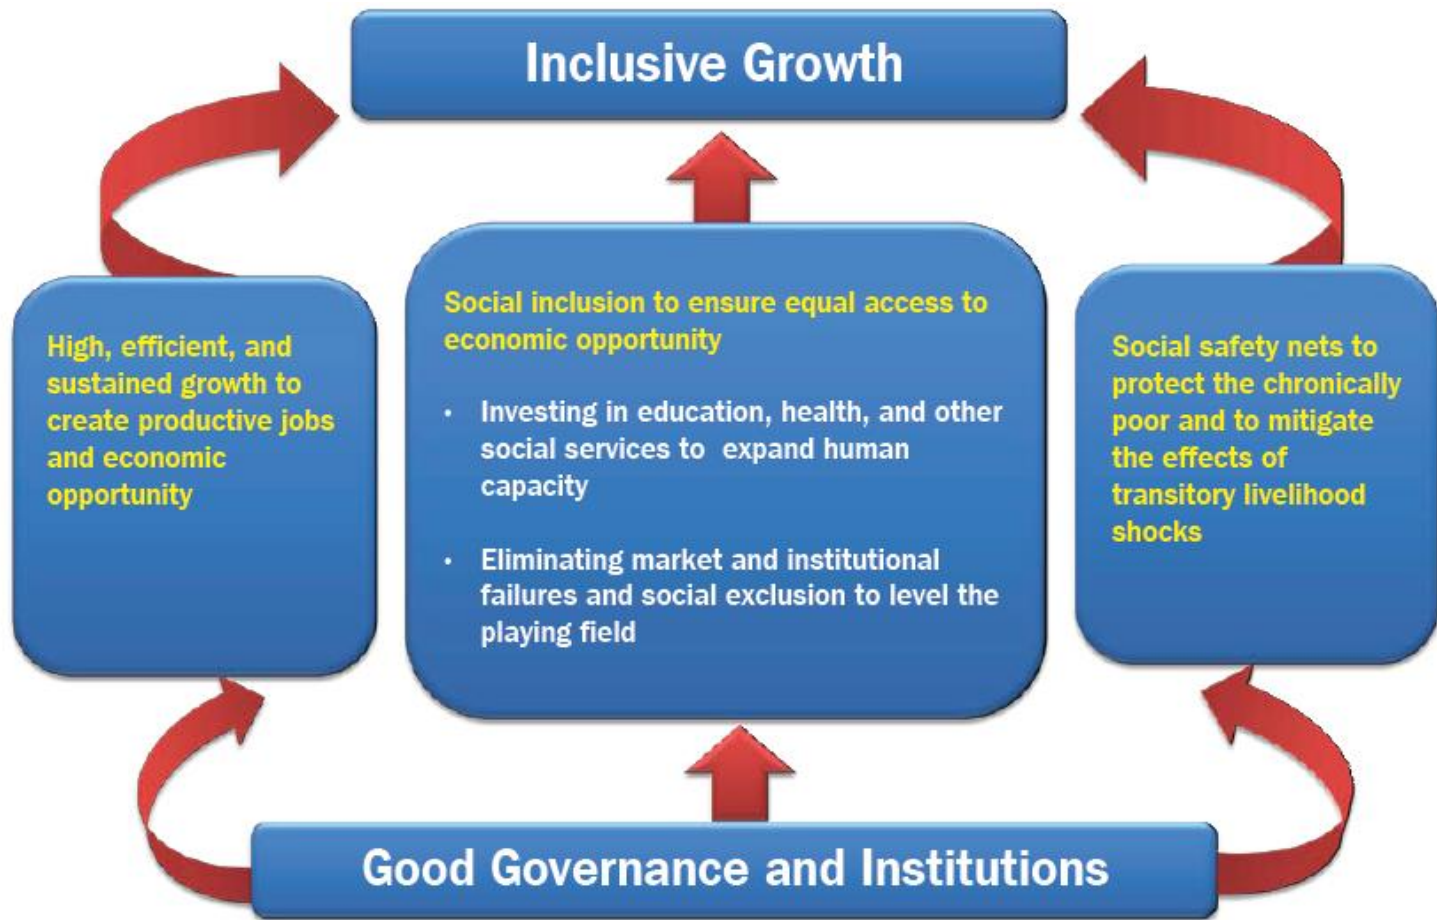 Inclusive Growth
High, efficient, and
sustained growth to
create productive jobs
and economic
opportunity
Social inclusion to ensure equal access to
economic opportunity
• Investing in education, health, and other
social services to expand human
capacity
• Eliminating market and institutional
failures and social exclusion to level the
playing field
Social safety nets to
protect the chronically
poor and to mitigate
the effects of
transitory livelihood
shocks
Good Governance and Institutions